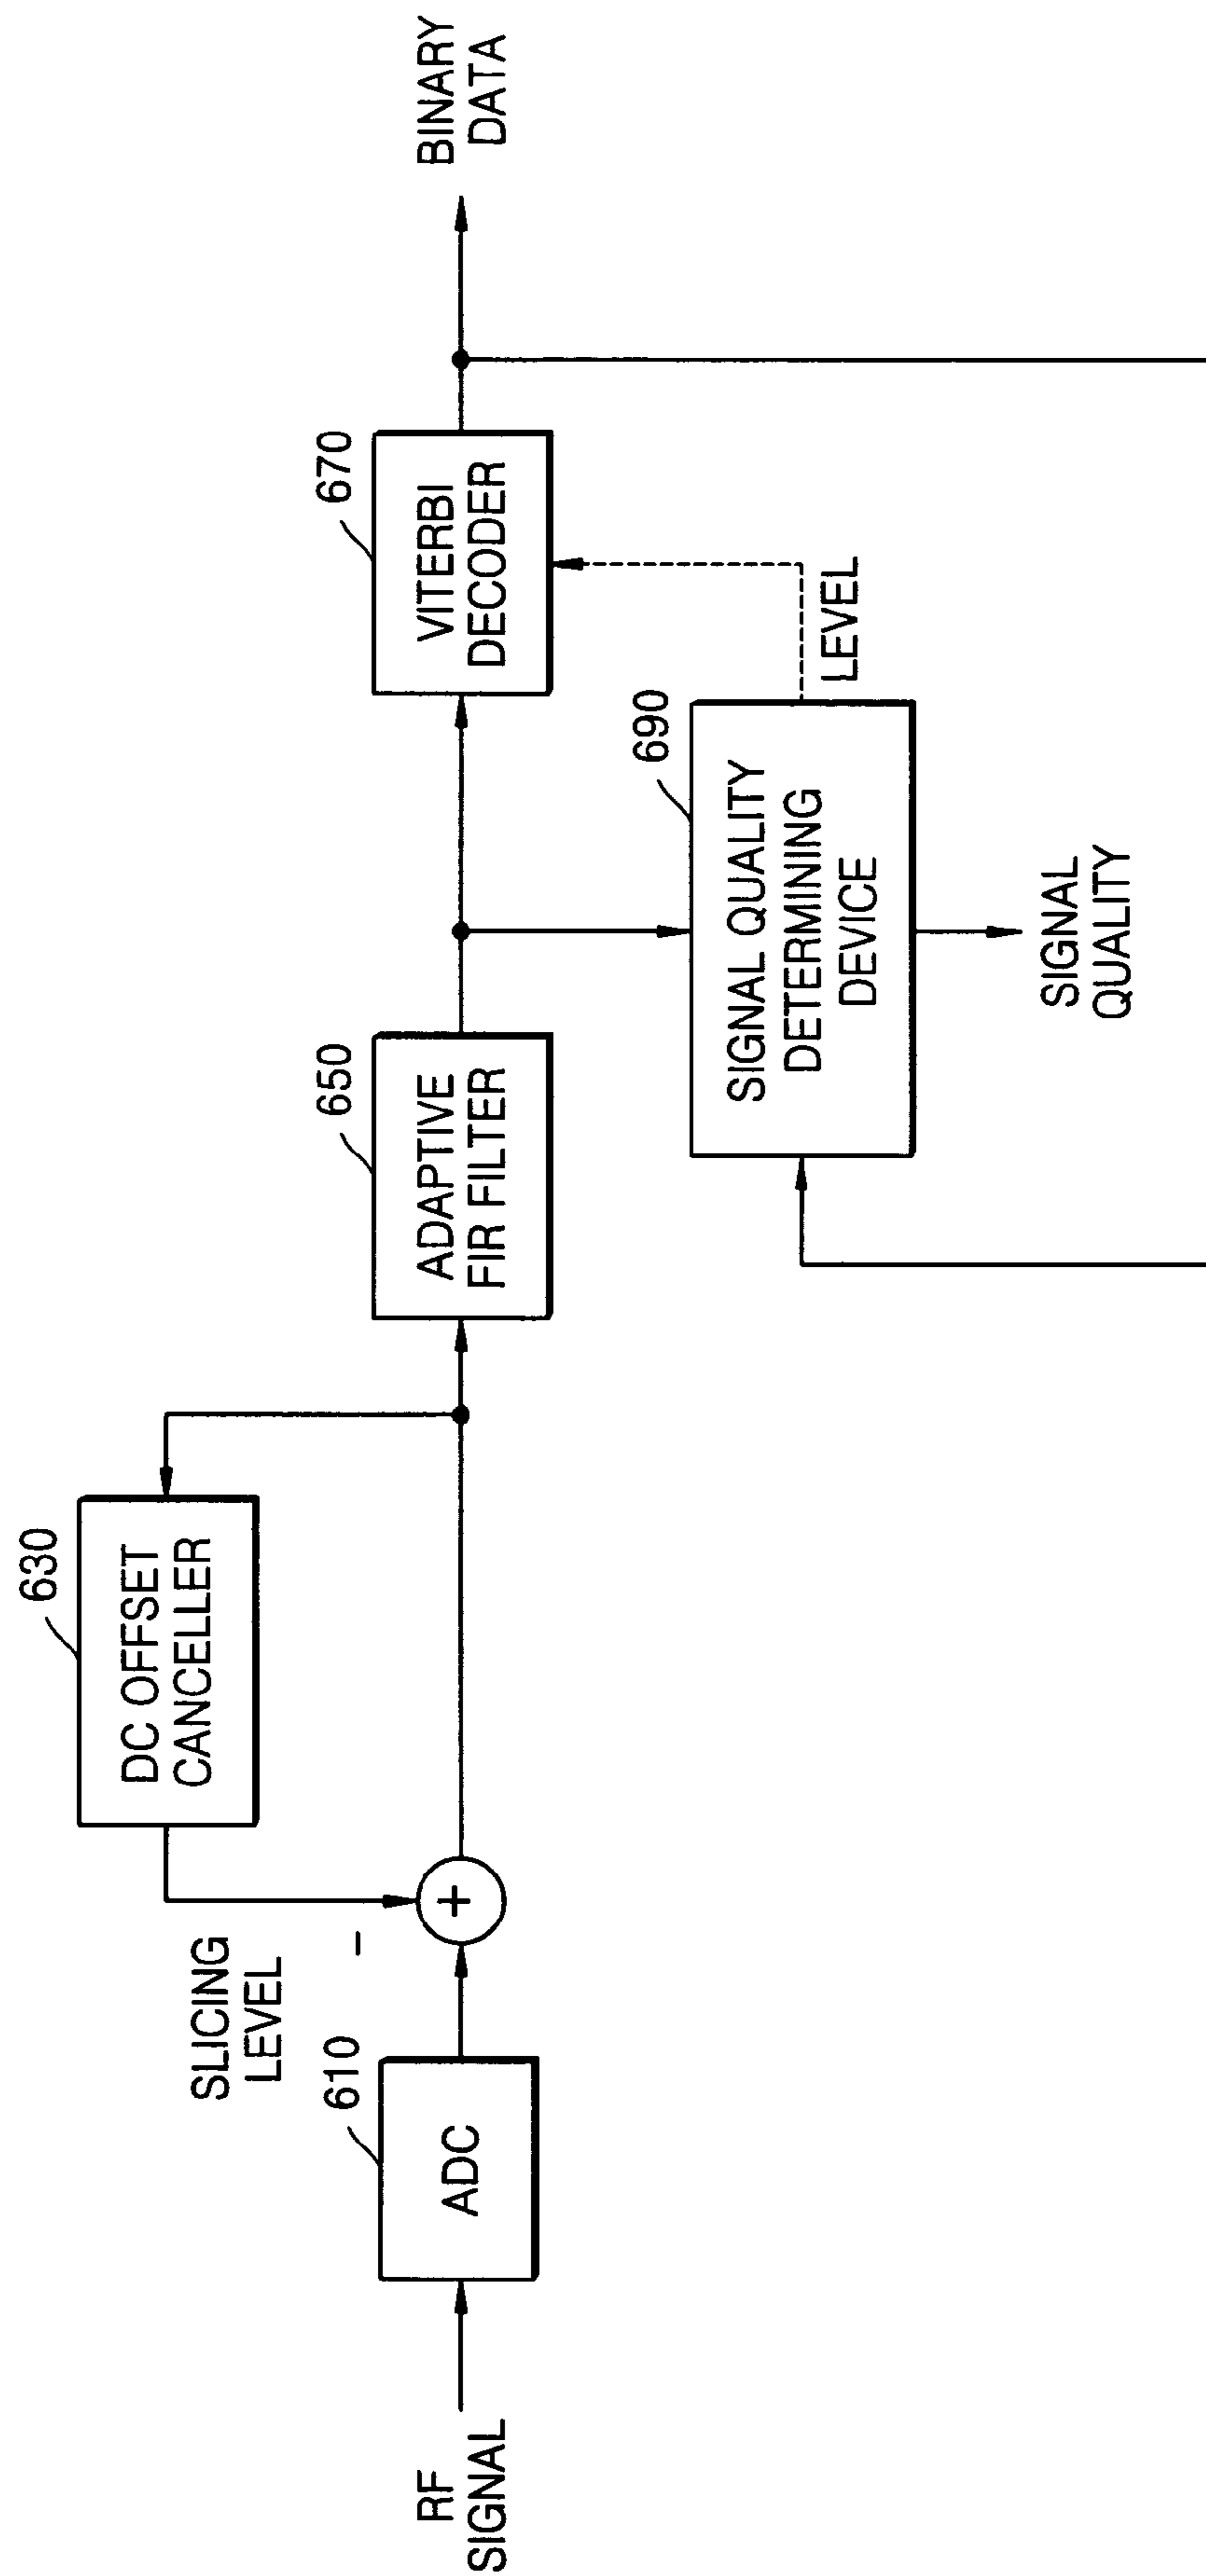 630
DC OFFSET
CANCELLER
SLICING
LEVEL
-
RF
SIGNAL
610
ADC
+
650
ADAPTIVE
FIR FILTER
670
VITERBI
DECODER
BINARY
DATA
690
SIGNAL QUALITY
DETERMINING
DEVICE
LEVEL
SIGNAL
QUALITY